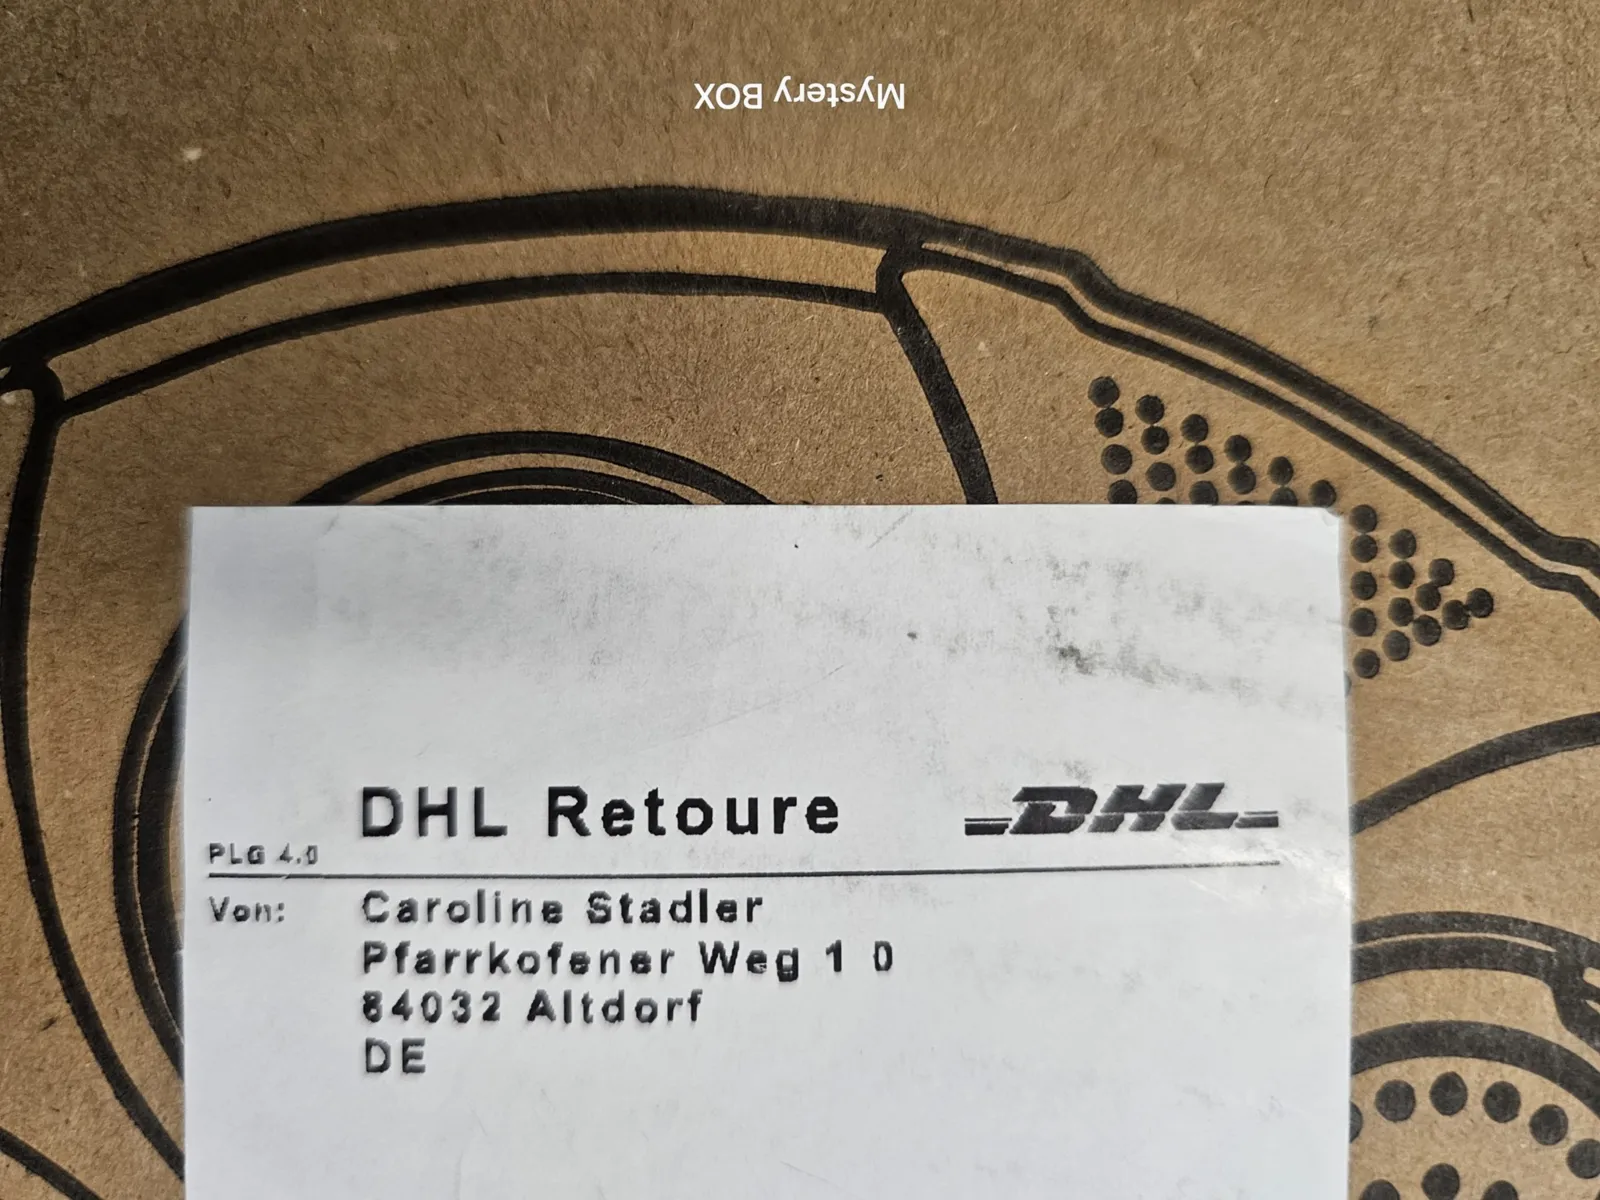 Mystery BOX
DHL Retoure
DHL
PLG 4.0
Von: Caroline Stadler
Pfarrkofener Weg 1 0
84032 Altdorf
DE